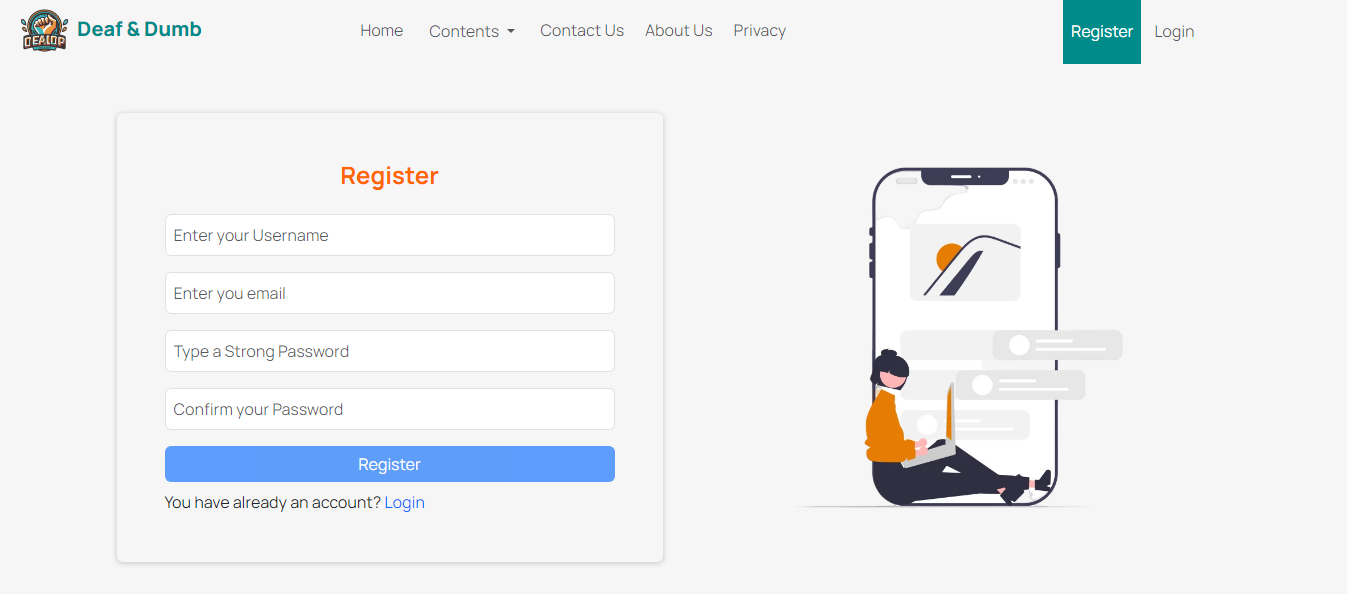 Deaf & Dumb
Home
Contents
Contact Us
About Us
Privacy
Register
Login
Register
Enter your Username
Enter you email
Type a Strong Password
Confirm your Password
Register
You have already an account? Login